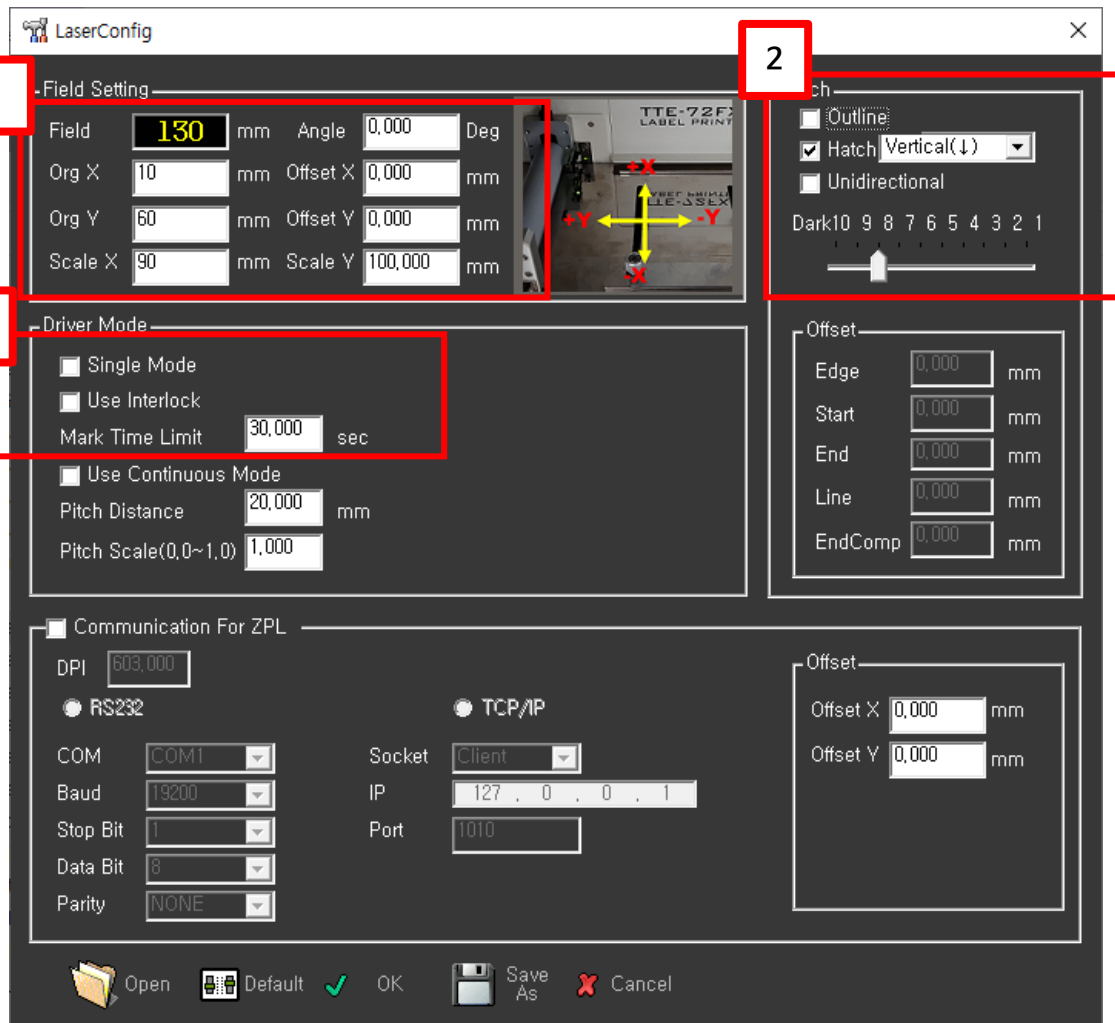 LaserConfig
2
Field Setting
Field 130 mm Angle 0,000 Deg
Org X 10 mm Offset X 0,000 mm
Org Y 60 mm Offset Y 0,000 mm
Scale X 90 mm Scale Y 100,000 mm
TTE-72F
LABEL PRINT
+X
+Y
-Y
-X
ch
Outline
Hatch Vertical(↓)
Unidirectional
Dark10 9 8 7 6 5 4 3 2 1
Driver Mode
Single Mode
Use Interlock
Mark Time Limit 30,000 sec
Use Continuous Mode
Pitch Distance 20,000 mm
Pitch Scale(0,0~1,0) 1,000
Offset
Edge 0,000 mm
Start 0,000 mm
End 0,000 mm
Line 0,000 mm
EndComp 0,000 mm
Communication For ZPL
DPI 603,000
RS232
COM COM1
Baud 19200
Stop Bit 1
Data Bit 8
Parity NONE
TCP/IP
Socket Client
IP 127 . 0 . 0 . 1
Port 1010
Offset
Offset X 0,000 mm
Offset Y 0,000 mm
Open Default OK Save As Cancel